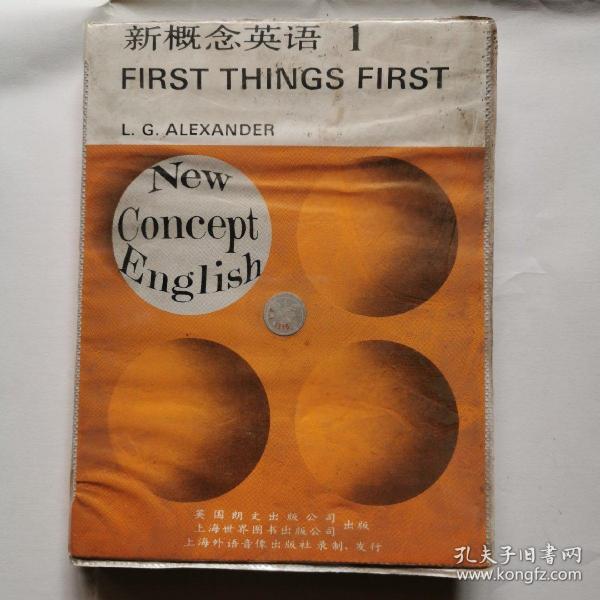 新概念英语 1
FIRST THINGS FIRST
L. G. ALEXANDER
New
Concept
English
英国朗文出版公司
上海世界图书出版公司 出版
上海外语音像出版社 录制、发行
孔夫子旧书网
www.kongfz.com